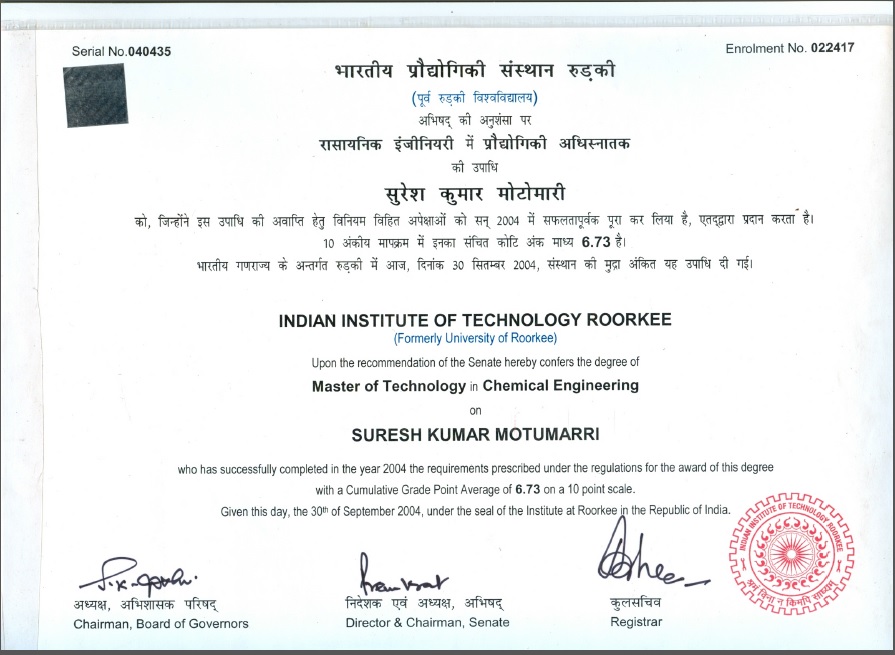 Serial No.040435
Enrolment No. 022417
भारतीय प्रौद्योगिकी संस्थान रुड़की
(पूर्व रुड़की विश्वविद्यालय)
अभिषद् की अनुशंसा पर
रासायनिक इंजीनियरी में प्रौद्योगिकी अधिस्नातक
की उपाधि
सुरेश कुमार मोटोमारी
को, जिन्होंने इस उपाधि की अवाप्ति हेतु विनियम विहित अपेक्षाओं को सन् 2004 में सफलतापूर्वक पूरा कर लिया है, एतद्द्वारा प्रदान करता है।
10 अंकीय मापक्रम में इनका संचित कोटि अंक माध्य 6.73 है।
भारतीय गणराज्य के अन्तर्गत रुड़की में आज, दिनांक 30 सितम्बर 2004, संस्थान की मुद्रा अंकित यह उपाधि दी गई।
INDIAN INSTITUTE OF TECHNOLOGY ROORKEE
(Formerly University of Roorkee)
Upon the recommendation of the Senate hereby confers the degree of
Master of Technology in Chemical Engineering
on
SURESH KUMAR MOTUMARRI
who has successfully completed in the year 2004 the requirements prescribed under the regulations for the award of this degree
with a Cumulative Grade Point Average of 6.73 on a 10 point scale.
Given this day, the 30th of September 2004, under the seal of the Institute at Roorkee in the Republic of India.
INDIAN INSTITUTE OF TECHNOLOGY ROORKEE
श्रमं विना न किमपि साध्यम्
अध्यक्ष, अभिशासक परिषद्
Chairman, Board of Governors
निदेशक एवं अध्यक्ष, अभिषद्
Director & Chairman, Senate
कुलसचिव
Registrar